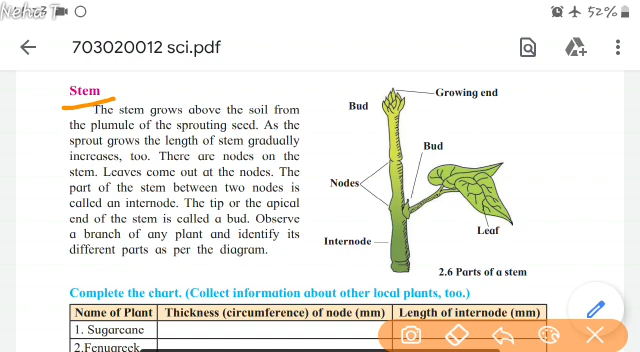 Neha T
52%
703020012 sci.pdf
Stem
The stem grows above the soil from
the plumule of the sprouting seed. As the
sprout grows the length of stem gradually
increases, too. There are nodes on the
stem. Leaves come out at the nodes. The
part of the stem between two nodes is
called an internode. The tip or the apical
end of the stem is called a bud. Observe
a branch of any plant and identify its
different parts as per the diagram.
Growing end
Bud
Bud
Nodes
Leaf
Internode
2.6 Parts of a stem
Complete the chart. (Collect information about other local plants, too.)
Name of Plant Thickness (circumference) of node (mm) Length of internode (mm)
1. Sugarcane
2.Fenugreek